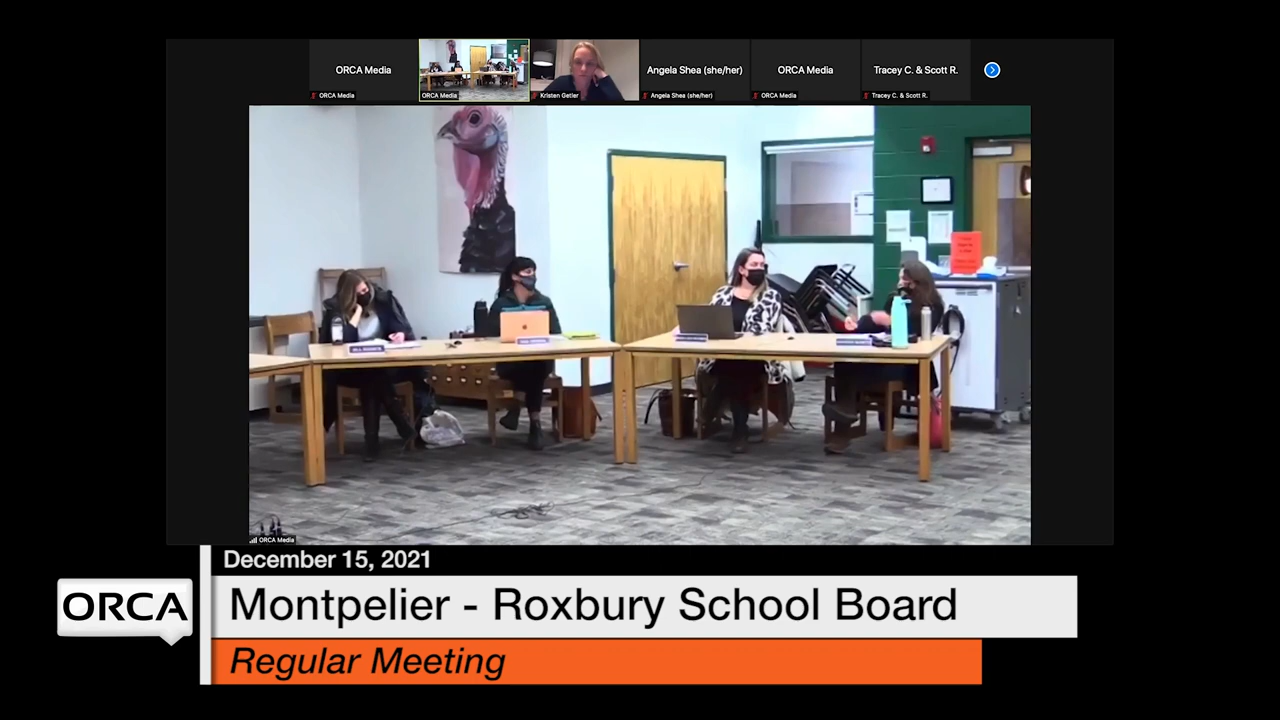 ORCA Media
Angela Shea (she/her)
ORCA Media
Tracey C. & Scott R.
ORCA Media
ORCA Media
Kristen Getler
Angela Shea (she/her)
ORCA Media
Tracey C. & Scott R.
ORCA Media
December 15, 2021
ORCA
Montpelier - Roxbury School Board
Regular Meeting